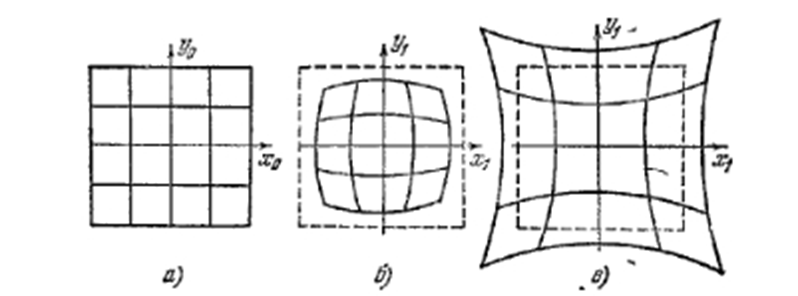 y₀ y₁ y₁
x₀ x₁ x₁
а) б) в)